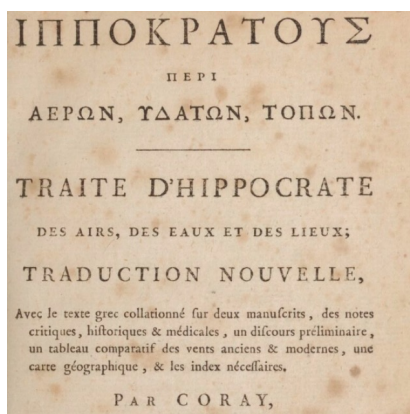 ΙΠΠΟΚΡΑΤΟΥΣ
ΠΕΡΙ
ΑΕΡΩΝ, ΥΔΑΤΩΝ, ΤΟΠΩΝ.
TRAITE D'HIPPOCRATE
DES AIRS, DES EAUX ET DES LIEUX;
TRADUCTION NOUVELLE,
Avec le texte grec collationné ſur deux manuſcrits, des notes
critiques, hiſtoriques & médicales, un diſcours préliminaire,
un tableau comparatif des vents anciens & modernes, une
carte géographique, & les index néceſſaires.
PAR CORAY,